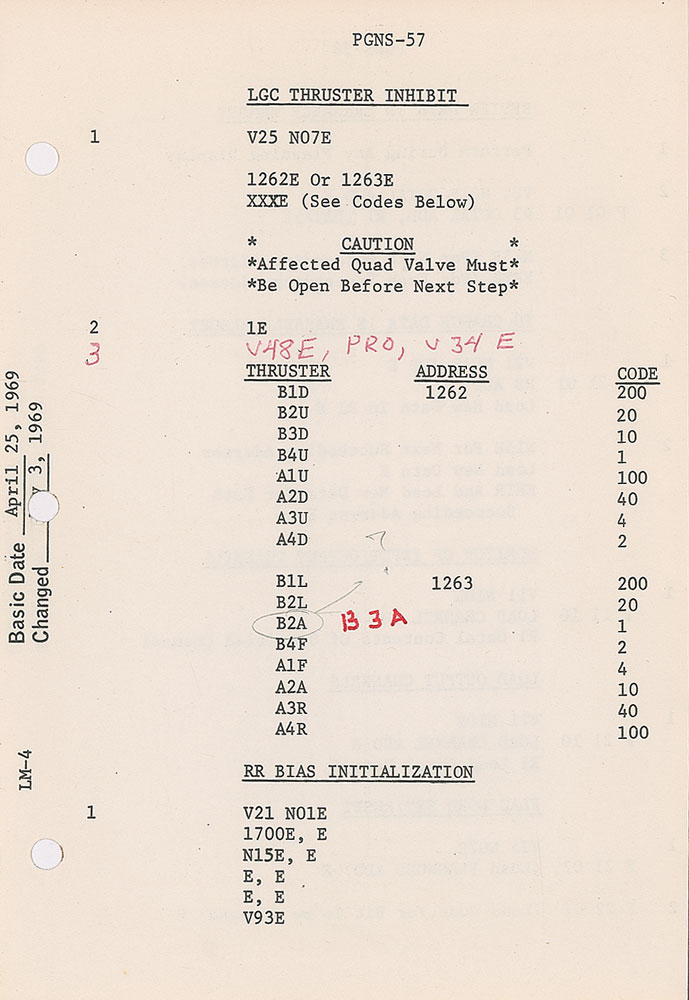 PGNS-57
LGC THRUSTER INHIBIT
1 V25 N07E
1262E Or 1263E
XXXE (See Codes Below)
* CAUTION *
*Affected Quad Valve Must*
*Be Open Before Next Step*
2 1E
3 V48E, PRO, V34E
THRUSTER ADDRESS CODE
B1D 1262 200
B2U 20
B3D 10
B4U 1
A1U 100
A2D 40
A3U 4
A4D 2
B1L 1263 200
B2L 20
B2A B3A 1
B4F 2
A1F 4
A2A 10
A3R 40
A4R 100
RR BIAS INITIALIZATION
1 V21 N01E
1700E, E
N15E, E
E, E
E, E
V93E
Basic Date April 25, 1969
Changed 3, 1969
LM-4